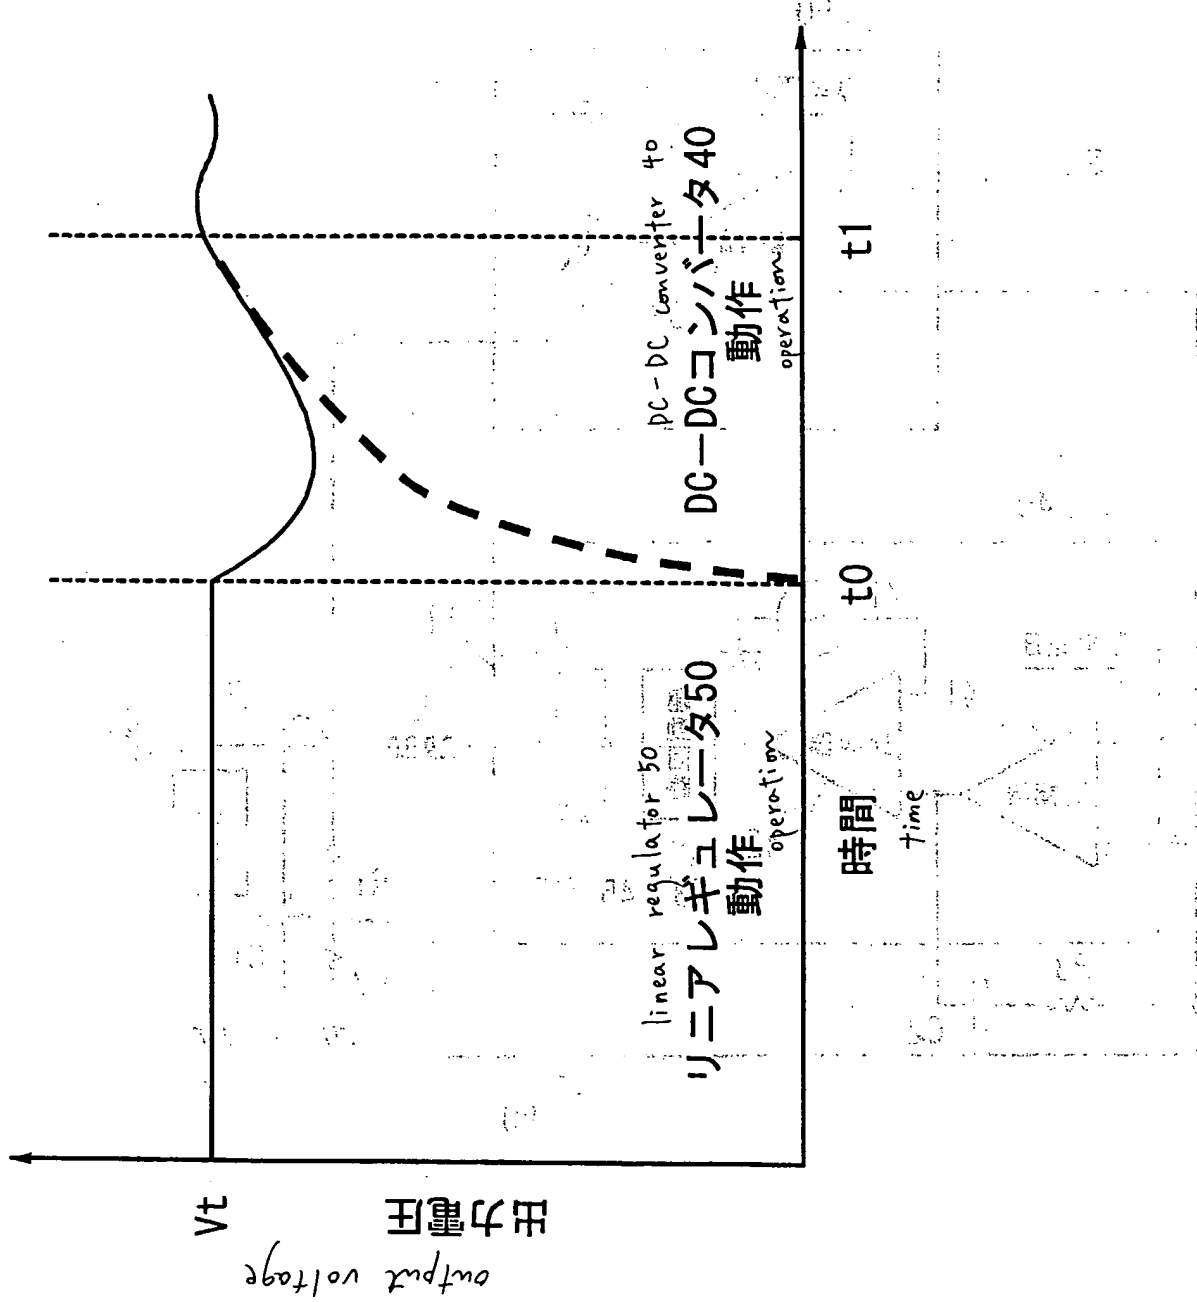 Vt
出力電圧
output voltage
linear regulator 50
リニアレギュレータ50
動作
operation
DC-DC converter 40
DC−DCコンバータ40
動作
operation
t0
t1
時間
time